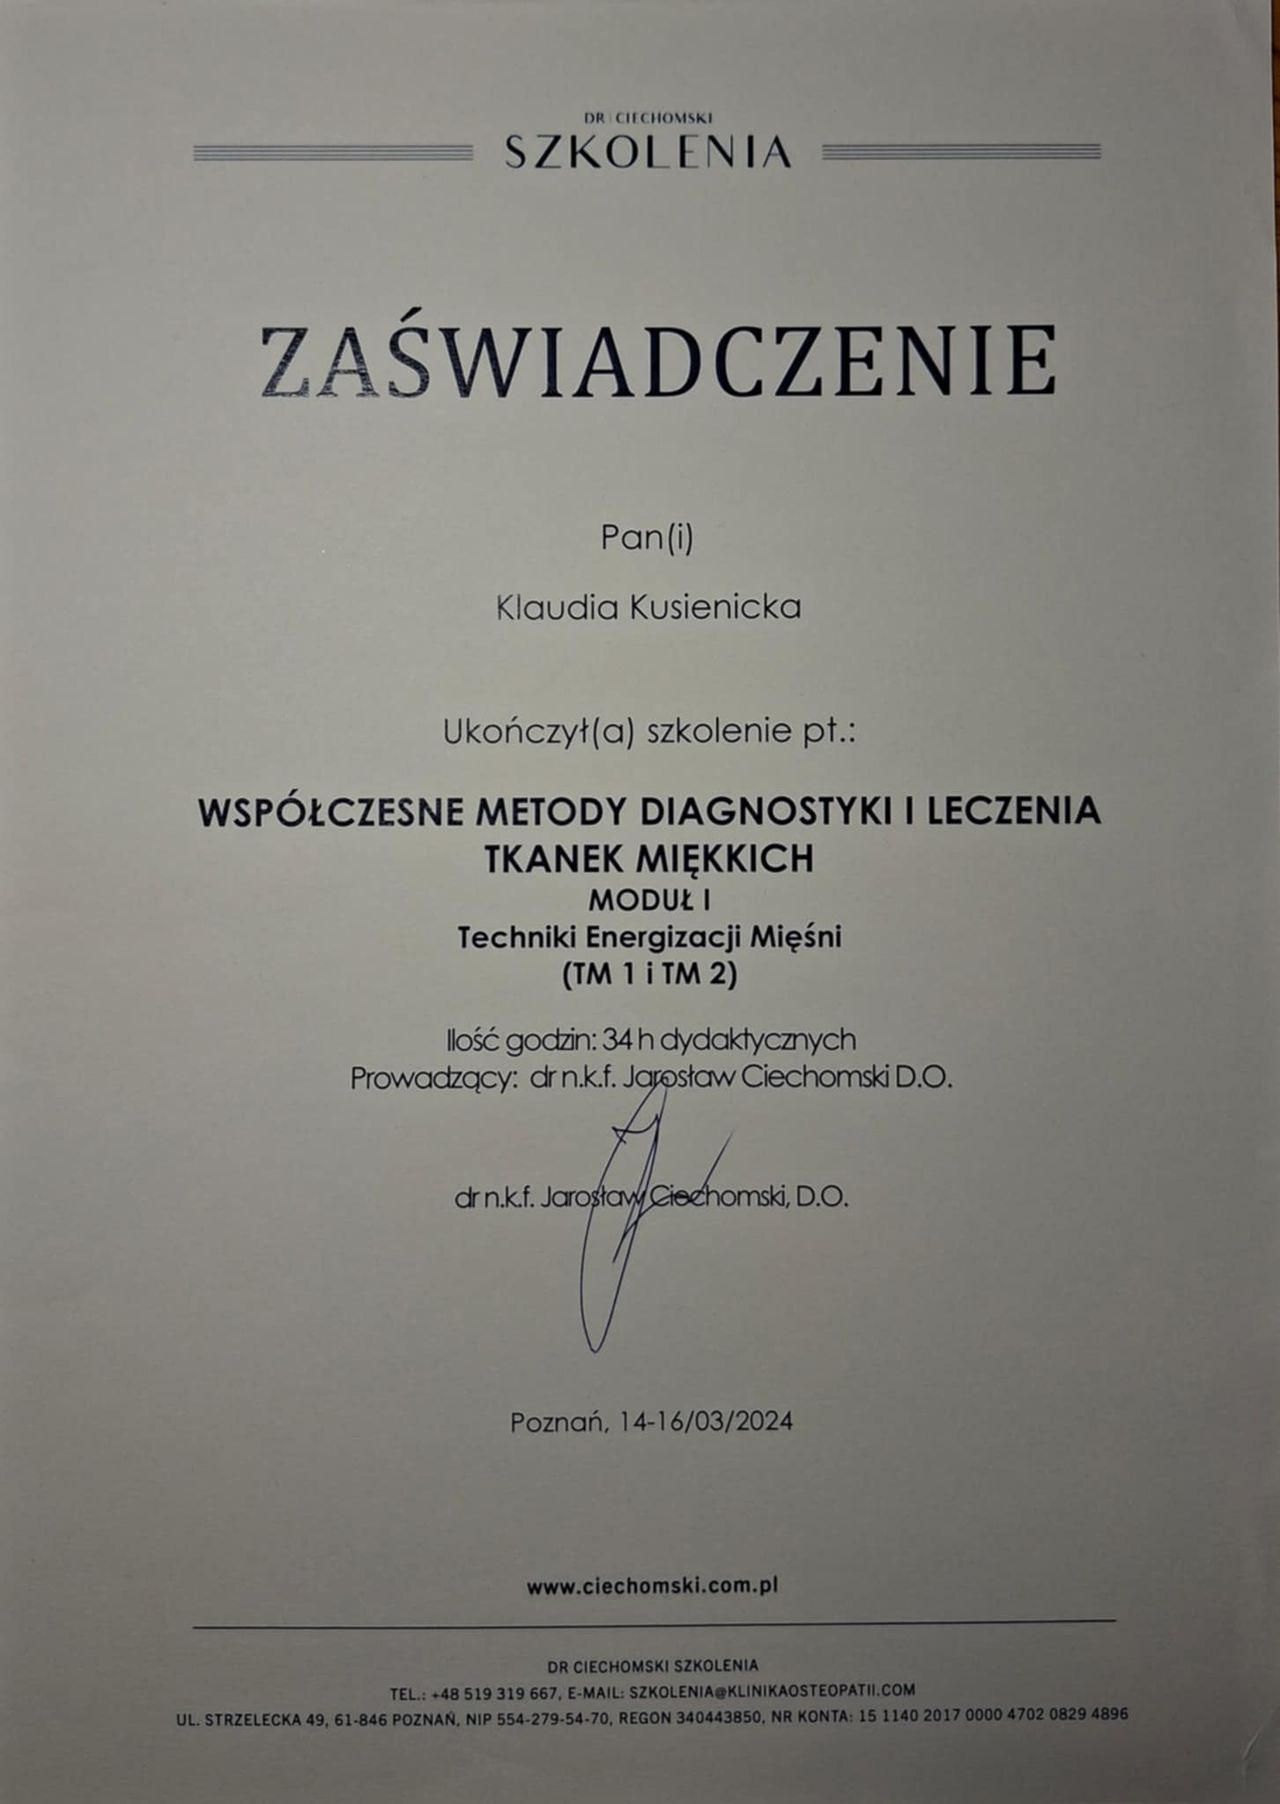 DR CIECHOMSKI
SZKOLENIA
ZAŚWIADCZENIE
Pan(i)
Klaudia Kusienicka
Ukończył(a) szkolenie pt.:
WSPÓŁCZESNE METODY DIAGNOSTYKI I LECZENIA
TKANEK MIĘKKICH
MODUŁ I
Techniki Energizacji Mięśni
(TM 1 i TM 2)
Ilość godzin: 34 h dydaktycznych
Prowadzący: dr n.k.f. Jarosław Ciechomski D.O.
dr n.k.f. Jarosław Ciechomski, D.O.
Poznań, 14-16/03/2024
www.ciechomski.com.pl
DR CIECHOMSKI SZKOLENIA
TEL.: +48 519 319 667, E-MAIL: SZKOLENIA@KLINIKAOSTEOPATII.COM
UL. STRZELECKA 49, 61-846 POZNAŃ, NIP 554-279-54-70, REGON 340443850, NR KONTA: 15 1140 2017 0000 4702 0829 4896